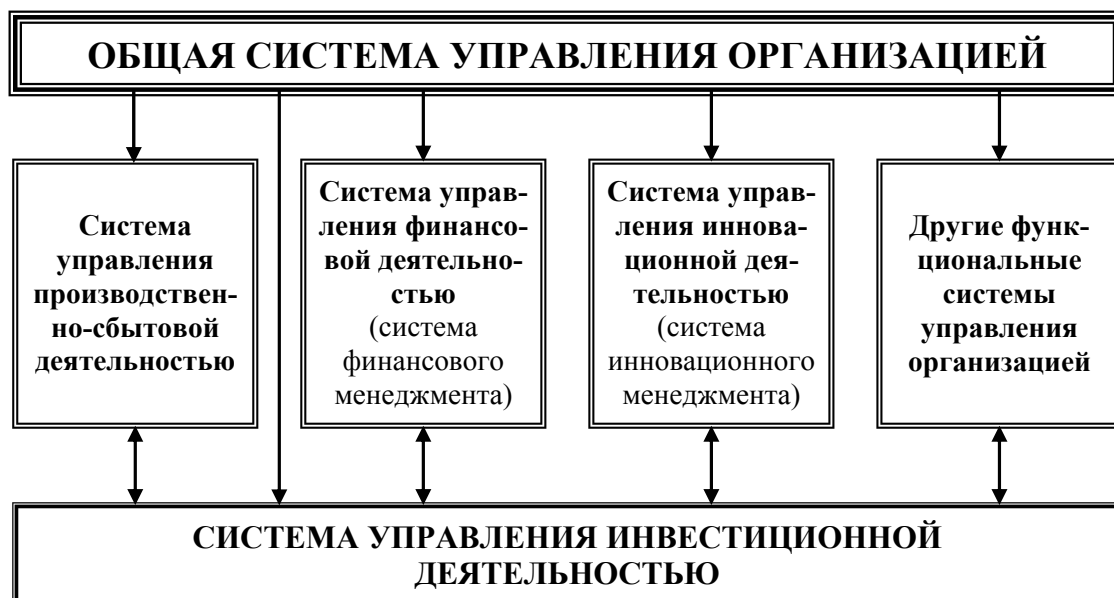 ОБЩАЯ СИСТЕМА УПРАВЛЕНИЯ ОРГАНИЗАЦИЕЙ
Система
управления
производствен-
но-сбытовой
деятельностью
Система управ-
ления финансо-
вой деятельно-
стью
(система
финансового
менеджмента)
Система управ-
ления иннова-
ционной дея-
тельностью
(система
инновационного
менеджмента)
Другие функ-
циональные
системы
управления
организацией
СИСТЕМА УПРАВЛЕНИЯ ИНВЕСТИЦИОННОЙ
ДЕЯТЕЛЬНОСТЬЮ